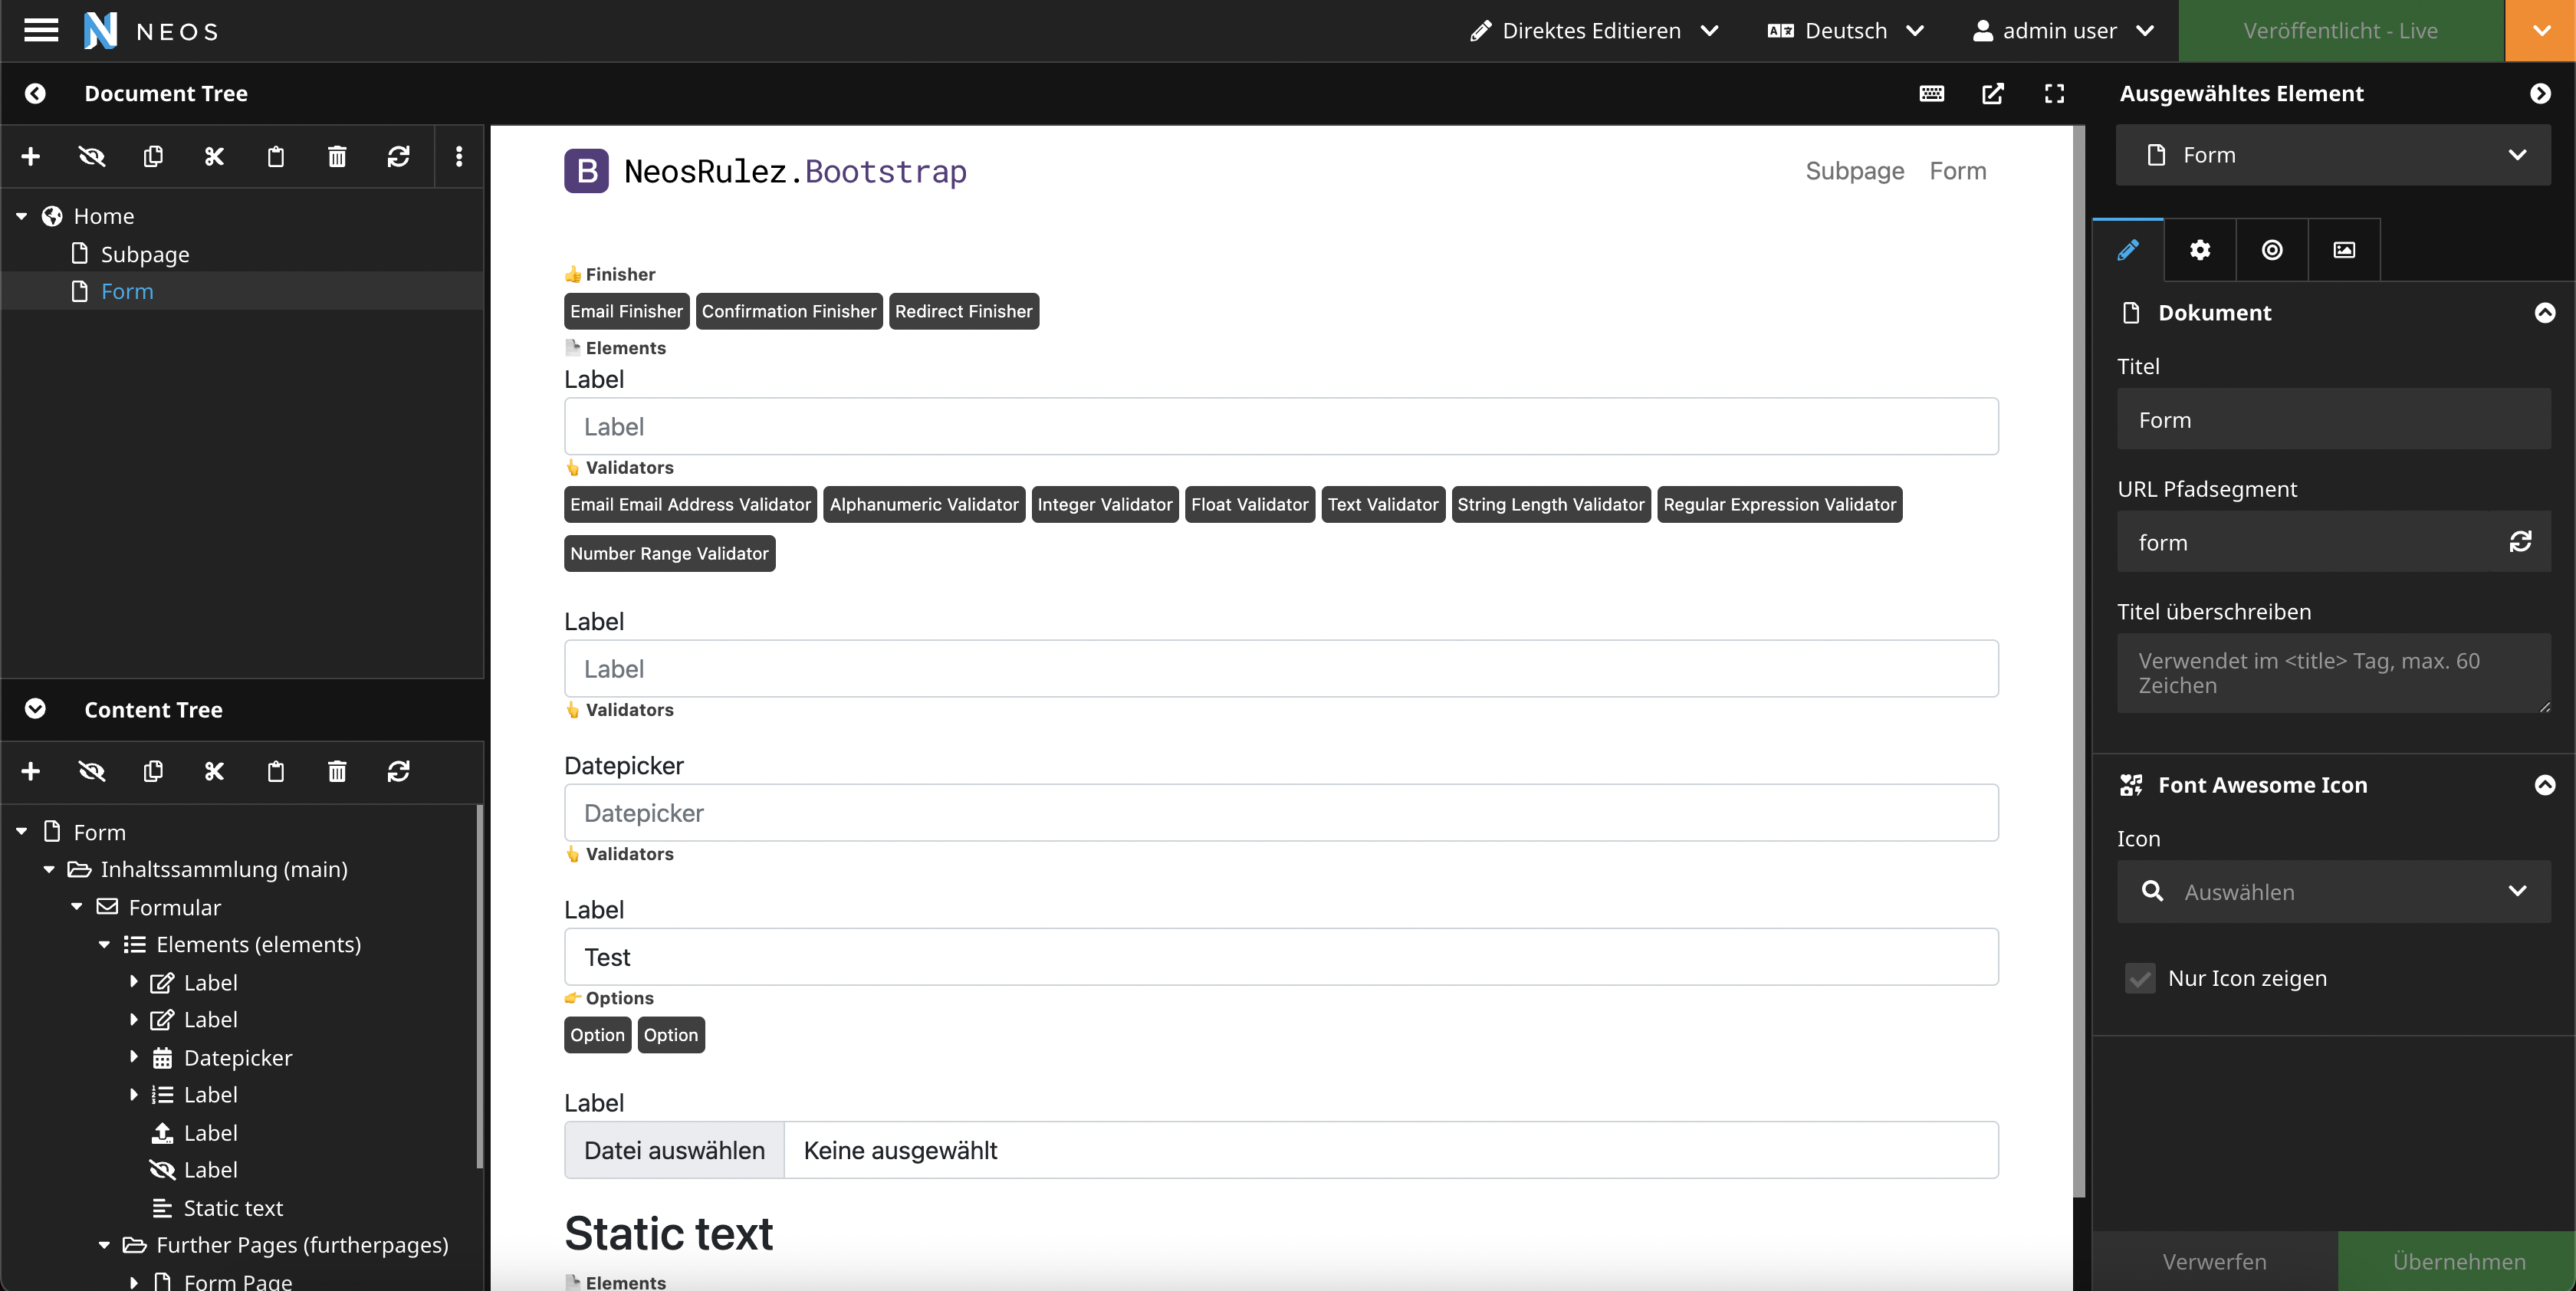 NEOS
Direktes Editieren
Deutsch
admin user
Veröffentlicht - Live
Document Tree
Home
Subpage
Form
Content Tree
Form
Inhaltssammlung (main)
Formular
Elements (elements)
Label
Label
Datepicker
Label
Label
Label
Static text
Further Pages (furtherpages)
Form Page
B NeosRulez.Bootstrap
Subpage Form
Finisher
Email Finisher Confirmation Finisher Redirect Finisher
Elements
Label
Label
Validators
Email Email Address Validator Alphanumeric Validator Integer Validator Float Validator Text Validator String Length Validator Regular Expression Validator
Number Range Validator
Label
Label
Validators
Datepicker
Datepicker
Validators
Label
Test
Options
Option Option
Label
Datei auswählen Keine ausgewählt
Static text
Elements
Ausgewähltes Element
Form
Dokument
Titel
Form
URL Pfadsegment
form
Titel überschreiben
Verwendet im <title> Tag, max. 60
Zeichen
Font Awesome Icon
Icon
Auswählen
Nur Icon zeigen
Verwerfen
Übernehmen